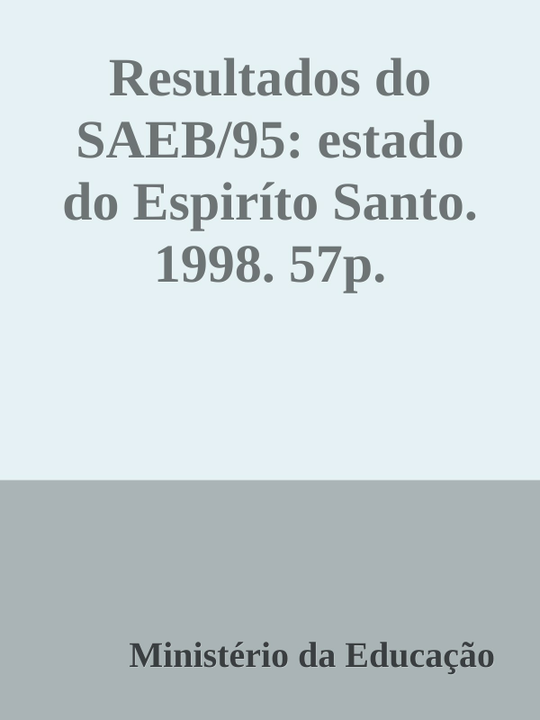 Resultados do
SAEB/95: estado
do Espiríto Santo.
1998. 57p.
Ministério da Educação